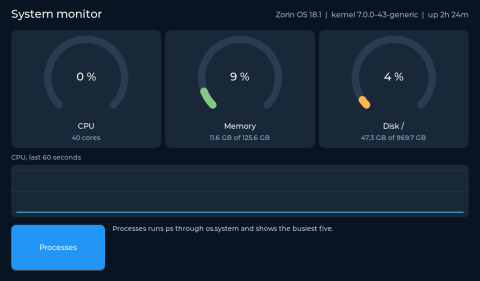 System monitor
Zorin OS 18.1 | kernel 7.0.0-43-generic | up 2h 24m
0 %
9 %
4 %
CPU
Memory
Disk /
40 cores
11.6 GB of 125.6 GB
47.3 GB of 969.7 GB
CPU, last 60 seconds
Processes
Processes runs ps through os.system and shows the busiest five.